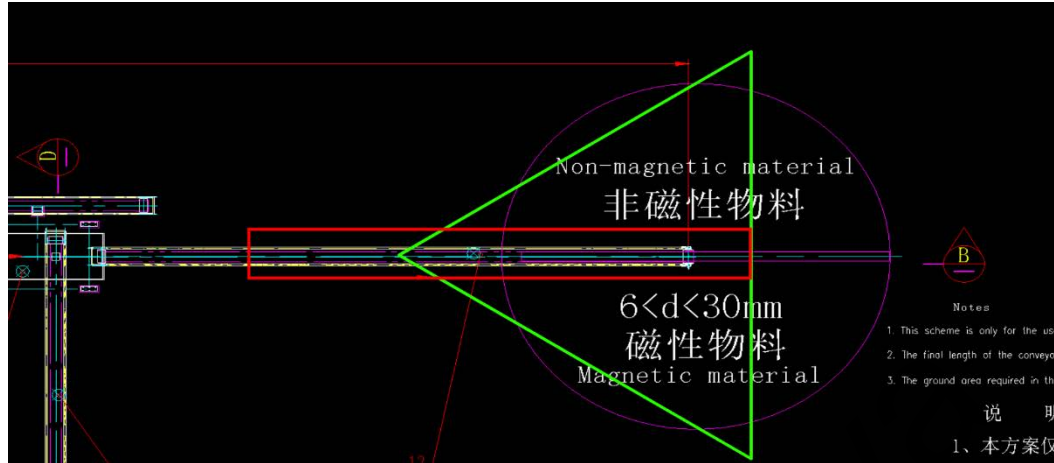 D
Non-magnetic material
非磁性物料
B
6<d<30mm
磁性物料
Magnetic material
Notes
1. This scheme is only for the us
2. The final length of the conveyo
3. The ground area required in th
说 明
1、本方案仅
12